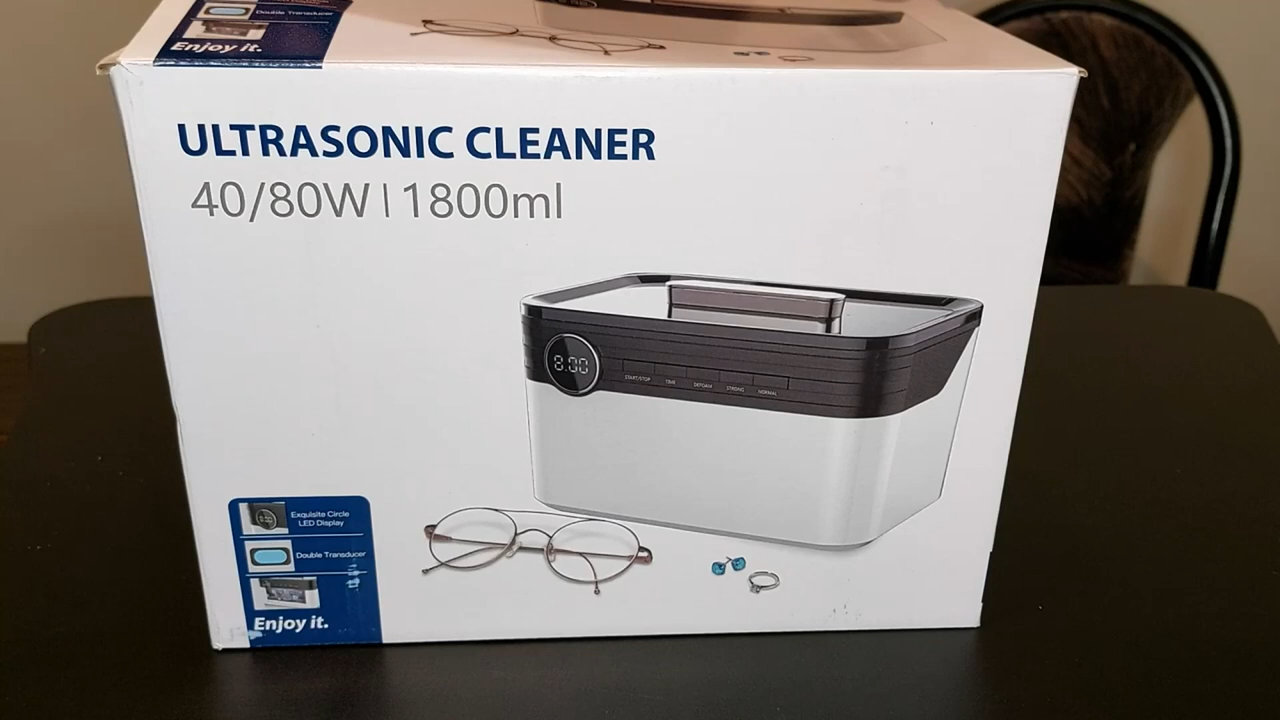 Double Transducer
Enjoy it.
ULTRASONIC CLEANER
40/80W | 1800ml
8:00
START/STOP TIME DEFOAM STRONG NORMAL
Exquisite Circle
LED Display
Double Transducer
Enjoy it.